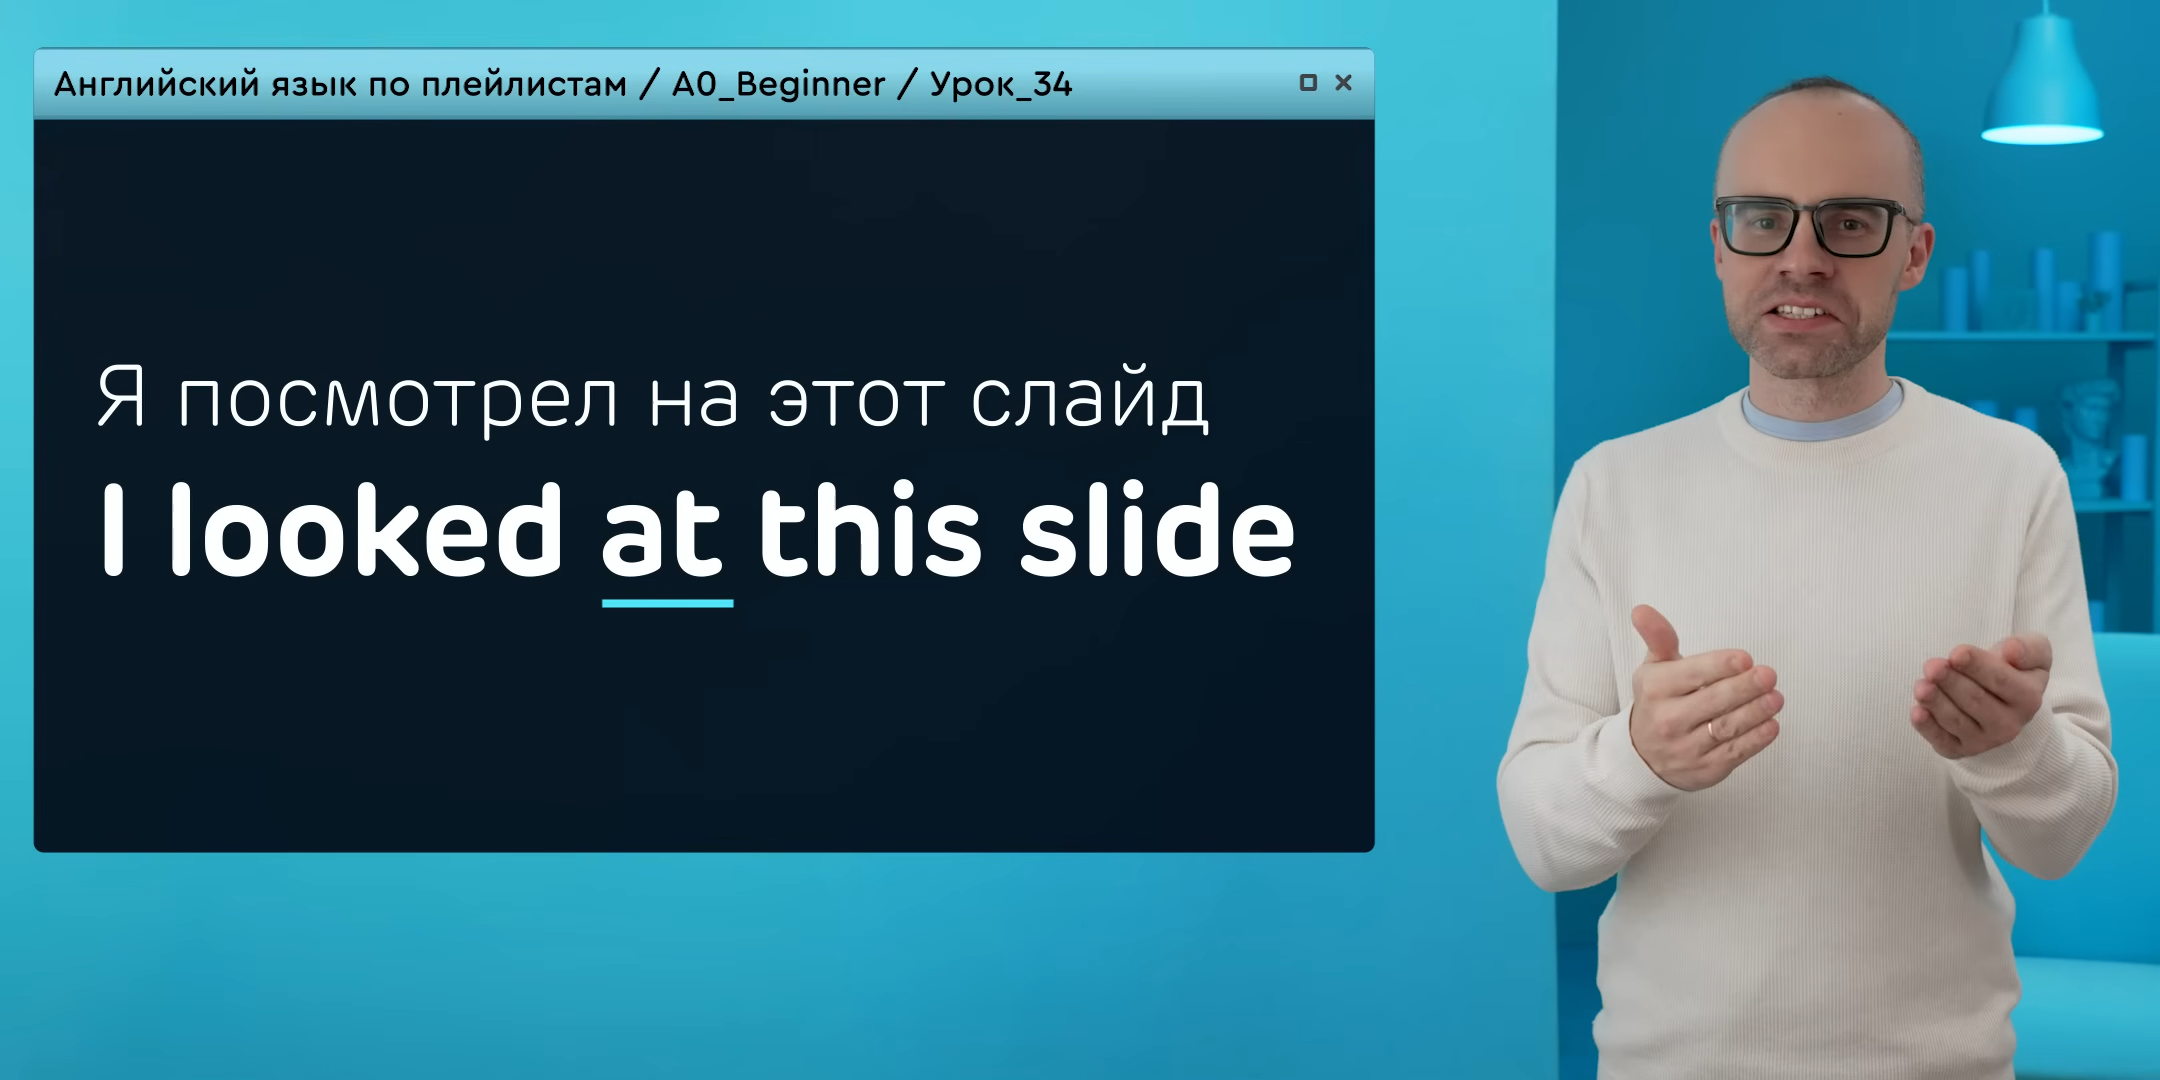 Английский язык по плейлистам / A0_Beginner / Урок_34
Я посмотрел на этот слайд
I looked at this slide